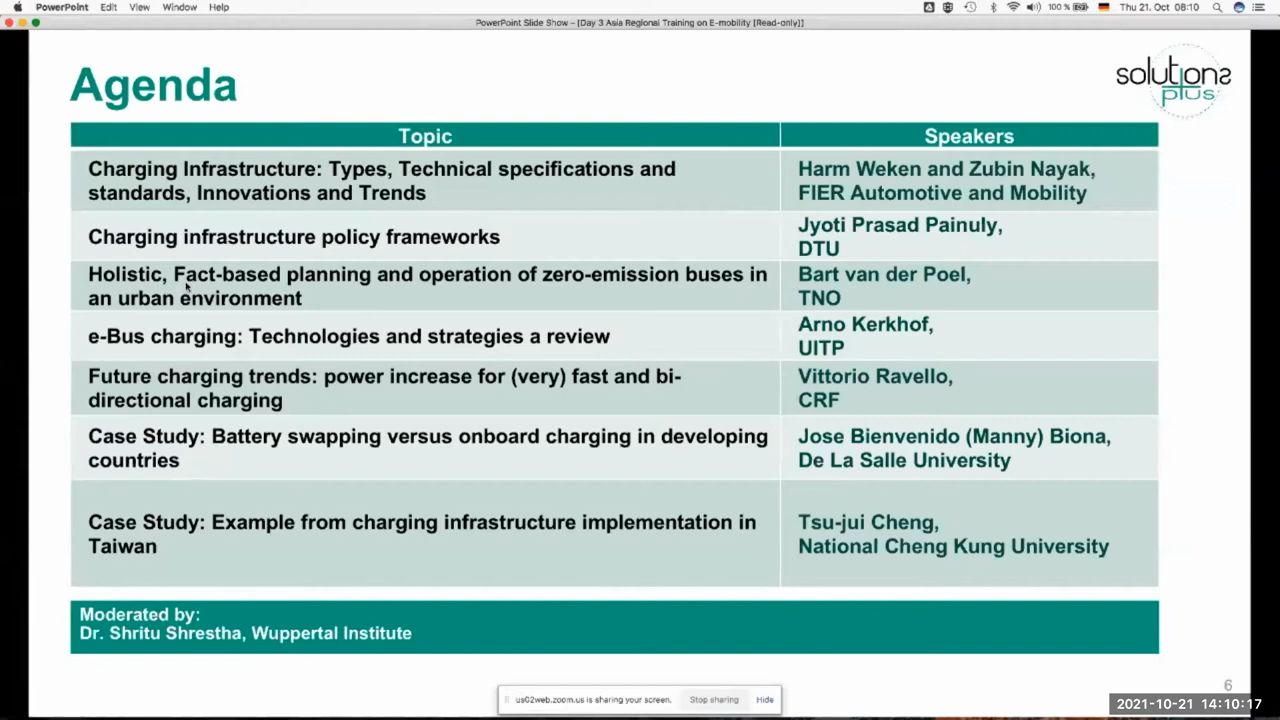 PowerPoint Edit View Window Help 100 % Thu 21. Oct 08:10
PowerPoint Slide Show – [Day 3 Asia Regional Training on E-mobility [Read-only]]
Agenda
solutions
plus
Topic Speakers
Charging Infrastructure: Types, Technical specifications and
standards, Innovations and Trends
Harm Weken and Zubin Nayak,
FIER Automotive and Mobility
Charging infrastructure policy frameworks
Jyoti Prasad Painuly,
DTU
Holistic, Fact-based planning and operation of zero-emission buses in
an urban environment
Bart van der Poel,
TNO
e-Bus charging: Technologies and strategies a review
Arno Kerkhof,
UITP
Future charging trends: power increase for (very) fast and bi-
directional charging
Vittorio Ravello,
CRF
Case Study: Battery swapping versus onboard charging in developing
countries
Jose Bienvenido (Manny) Biona,
De La Salle University
Case Study: Example from charging infrastructure implementation in
Taiwan
Tsu-jui Cheng,
National Cheng Kung University
Moderated by:
Dr. Shritu Shrestha, Wuppertal Institute
us02web.zoom.us is sharing your screen. Stop sharing Hide
6
2021-10-21 14:10:17